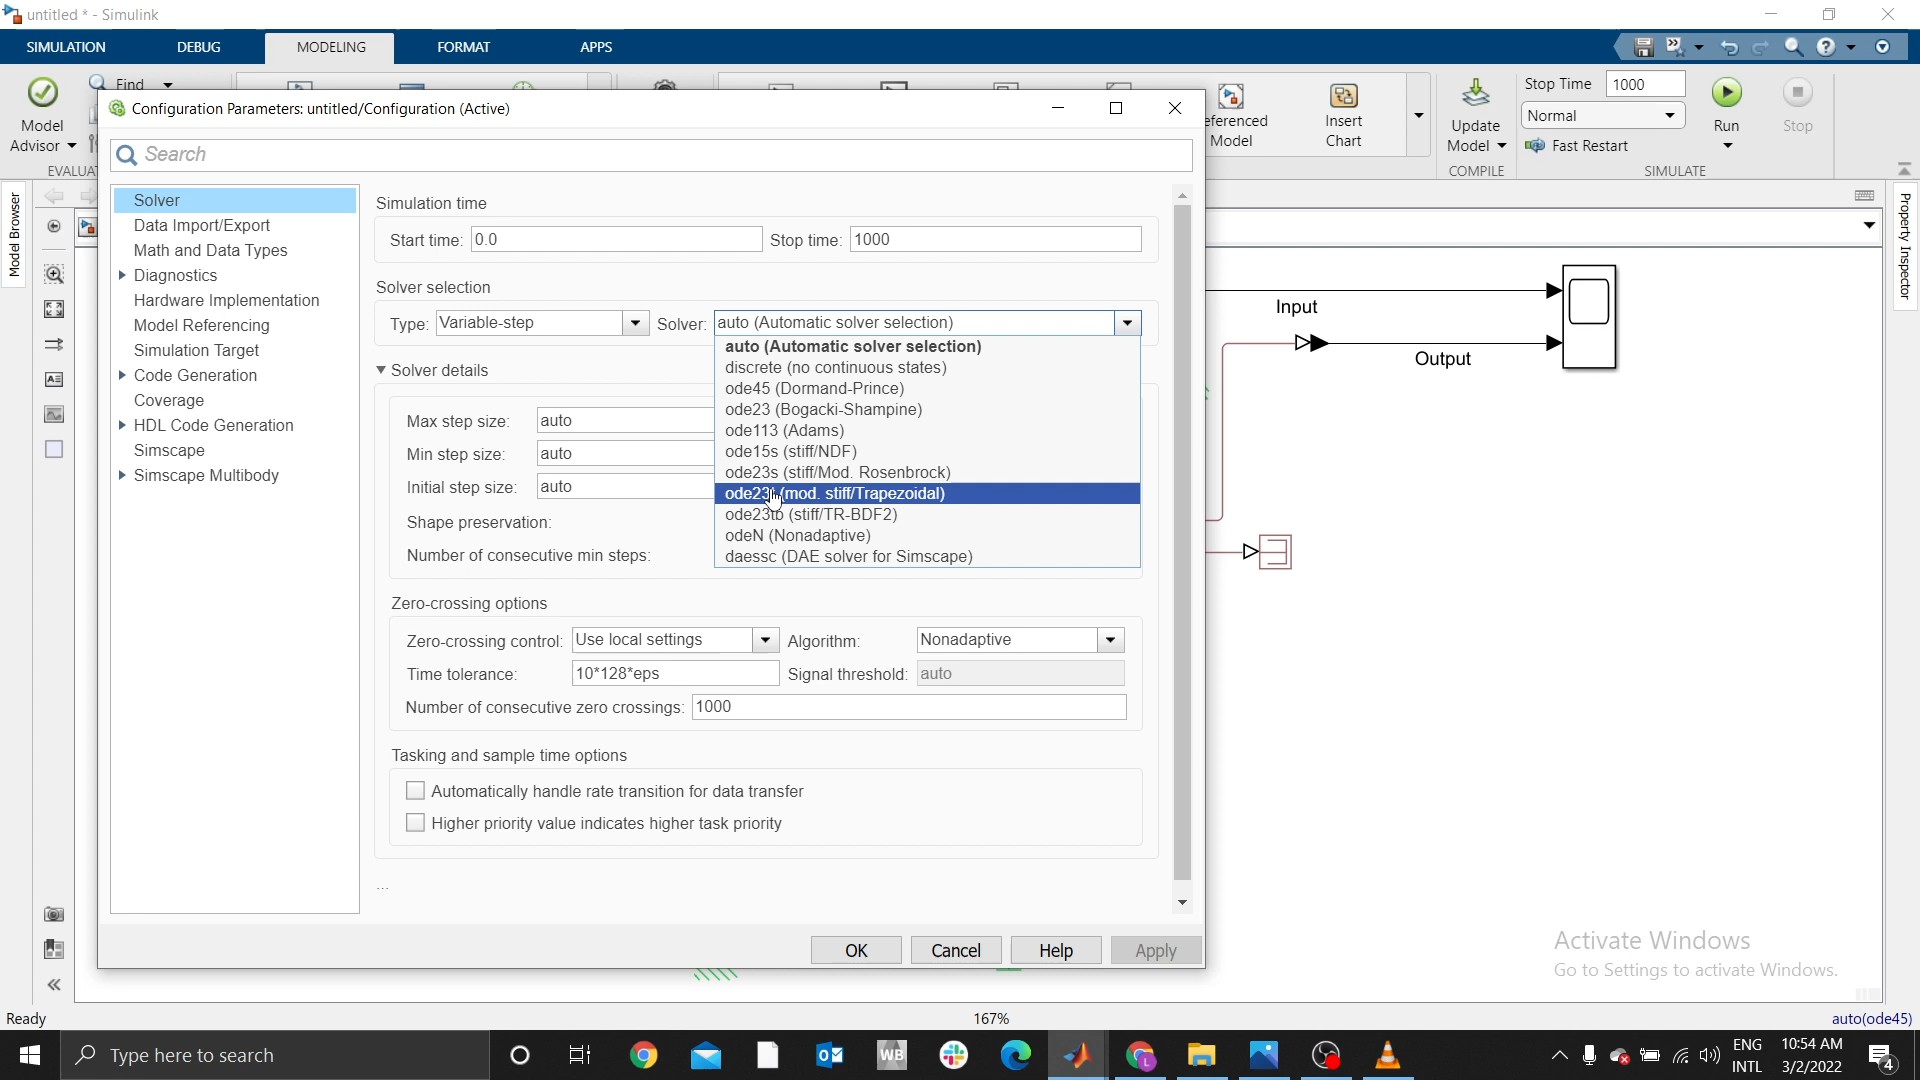 untitled * - Simulink
SIMULATION DEBUG MODELING FORMAT APPS
Model Advisor
Find
EVALUA
Referenced Model
Insert Chart
Update Model
COMPILE
Stop Time 1000
Normal
Fast Restart
Run
Stop
SIMULATE
Model Browser
Property Inspector
Configuration Parameters: untitled/Configuration (Active)
Search
Solver
Data Import/Export
Math and Data Types
Diagnostics
Hardware Implementation
Model Referencing
Simulation Target
Code Generation
Coverage
HDL Code Generation
Simscape
Simscape Multibody
Simulation time
Start time: 0.0 Stop time: 1000
Solver selection
Type: Variable-step Solver: auto (Automatic solver selection)
auto (Automatic solver selection)
discrete (no continuous states)
ode45 (Dormand-Prince)
ode23 (Bogacki-Shampine)
ode113 (Adams)
ode15s (stiff/NDF)
ode23s (stiff/Mod. Rosenbrock)
ode23t (mod. stiff/Trapezoidal)
ode23tb (stiff/TR-BDF2)
odeN (Nonadaptive)
daessc (DAE solver for Simscape)
Solver details
Max step size: auto
Min step size: auto
Initial step size: auto
Shape preservation:
Number of consecutive min steps:
Zero-crossing options
Zero-crossing control: Use local settings Algorithm: Nonadaptive
Time tolerance: 10*128*eps Signal threshold: auto
Number of consecutive zero crossings: 1000
Tasking and sample time options
Automatically handle rate transition for data transfer
Higher priority value indicates higher task priority
...
OK Cancel Help Apply
Input
Output
Activate Windows
Go to Settings to activate Windows.
Ready 167% auto(ode45)
Type here to search
WB
ENG
INTL
10:54 AM
3/2/2022
4